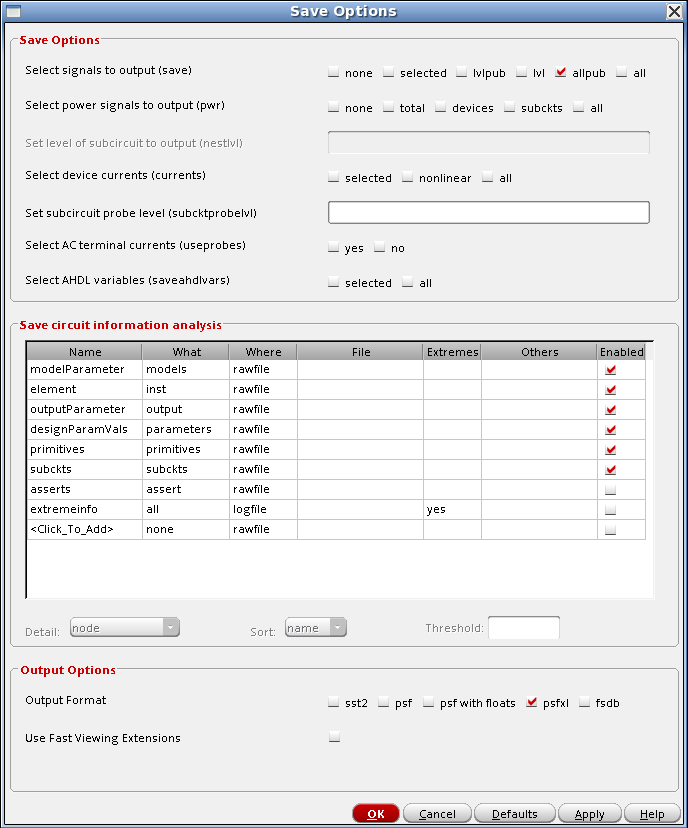 Save Options
Save Options
Select signals to output (save) none selected lvlpub lvl allpub all
Select power signals to output (pwr) none total devices subckts all
Set level of subcircuit to output (nestlvl)
Select device currents (currents) selected nonlinear all
Set subcircuit probe level (subcktprobelvl)
Select AC terminal currents (useprobes) yes no
Select AHDL variables (saveahdlvars) selected all
Save circuit information analysis
Name What Where File Extremes Others Enabled
modelParameter models rawfile
element inst rawfile
outputParameter output rawfile
designParamVals parameters rawfile
primitives primitives rawfile
subckts subckts rawfile
asserts assert rawfile
extremeinfo all logfile yes
<Click_To_Add> none rawfile
Detail: node Sort: name Threshold:
Output Options
Output Format sst2 psf psf with floats psfxl fsdb
Use Fast Viewing Extensions
OK Cancel Defaults Apply Help